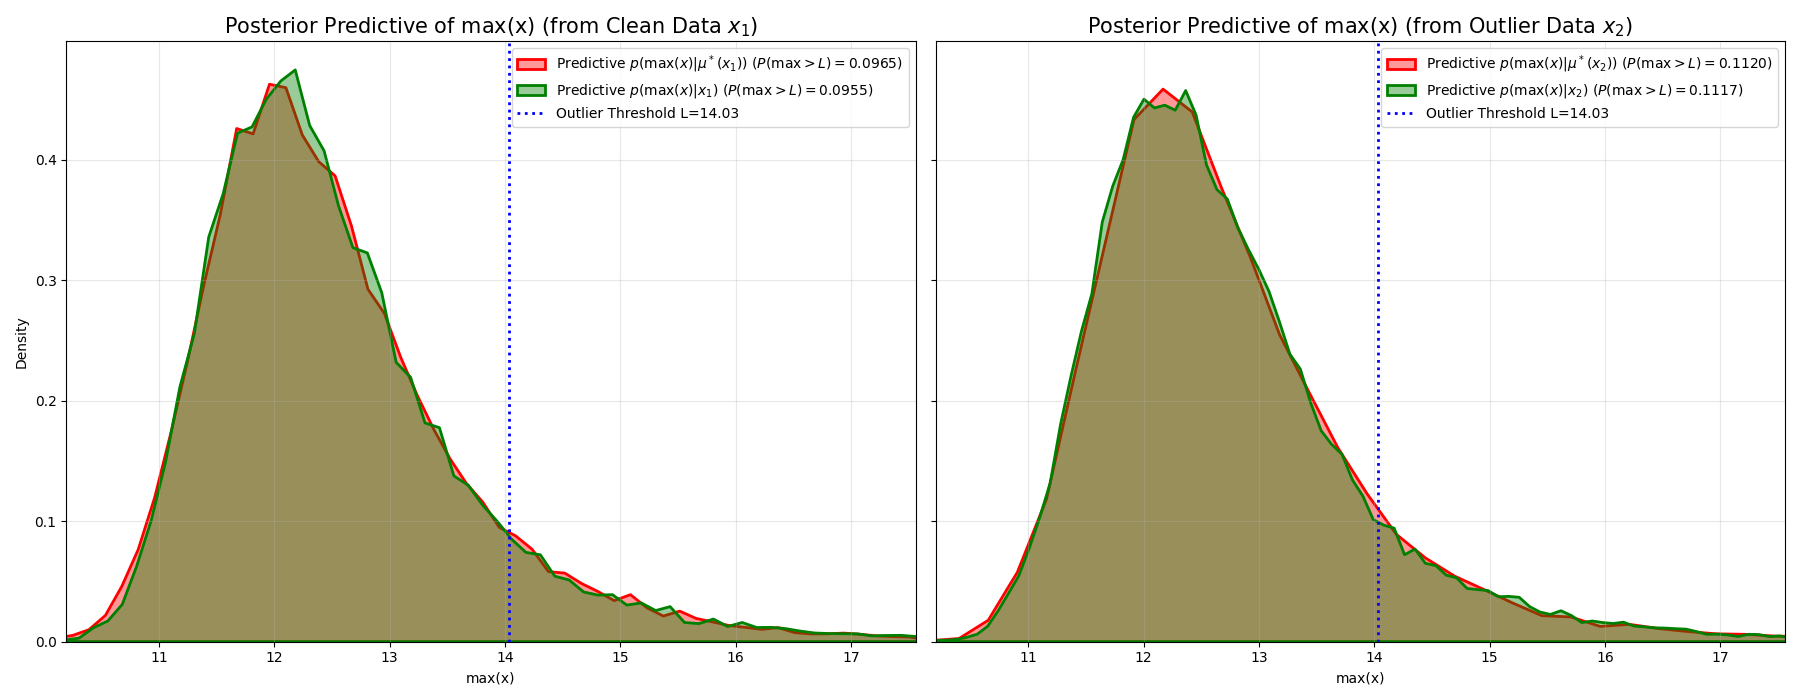 Posterior Predictive of max(x) (from Clean Data x₁)
Predictive p(max(x)|μ*(x₁)) (P(max > L) = 0.0965)
Predictive p(max(x)|x₁) (P(max > L) = 0.0955)
Outlier Threshold L=14.03
Density
0.4
0.3
0.2
0.1
0.0
11 12 13 14 15 16 17
max(x)
Posterior Predictive of max(x) (from Outlier Data x₂)
Predictive p(max(x)|μ*(x₂)) (P(max > L) = 0.1120)
Predictive p(max(x)|x₂) (P(max > L) = 0.1117)
Outlier Threshold L=14.03
11 12 13 14 15 16 17
max(x)